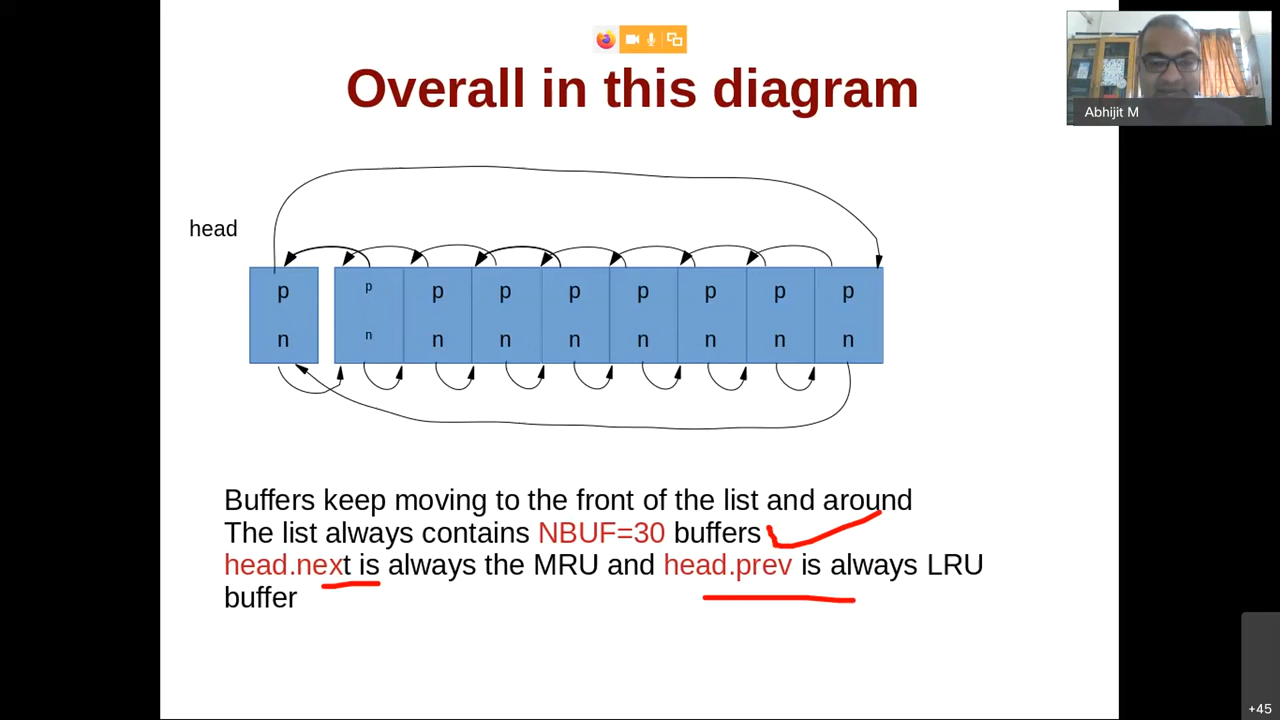 Overall in this diagram
Abhijit M
head
p p p p p p p p p
n n n n n n n n n
Buffers keep moving to the front of the list and around
The list always contains NBUF=30 buffers
head.next is always the MRU and head.prev is always LRU
buffer
+45